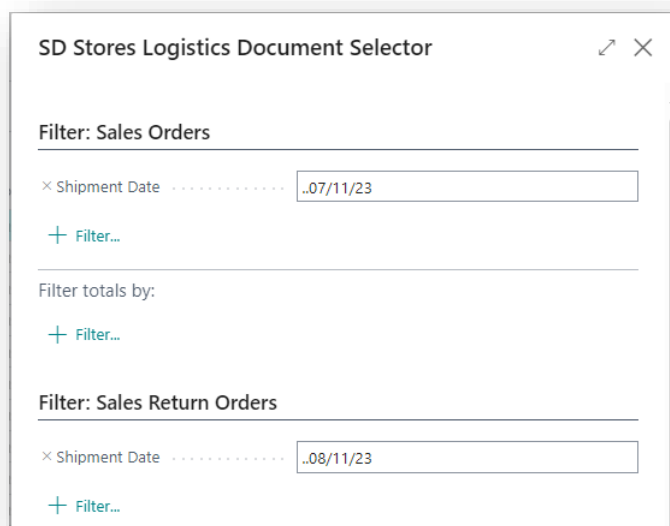 SD Stores Logistics Document Selector
Filter: Sales Orders
× Shipment Date ..07/11/23
+ Filter...
Filter totals by:
+ Filter...
Filter: Sales Return Orders
× Shipment Date ..08/11/23
+ Filter...